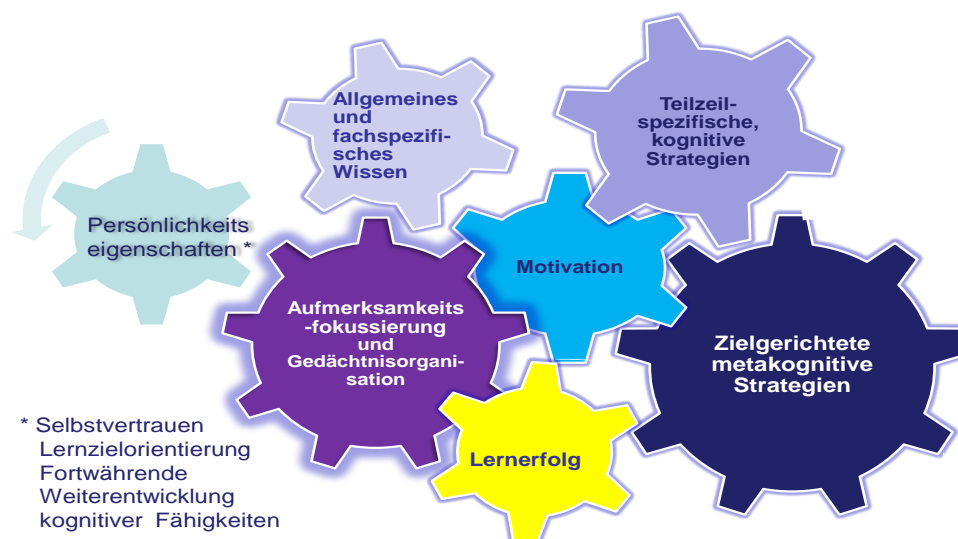 Allgemeines
und
fachspezifi-
sches
Wissen
Teilzeil-
spezifische,
kognitive
Strategien
Persönlichkeits
eigenschaften *
Motivation
Aufmerksamkeits
-fokussierung
und
Gedächtnisorgani-
sation
Zielgerichtete
metakognitive
Strategien
Lernerfolg
* Selbstvertrauen
Lernzielorientierung
Fortwährende
Weiterentwicklung
kognitiver Fähigkeiten